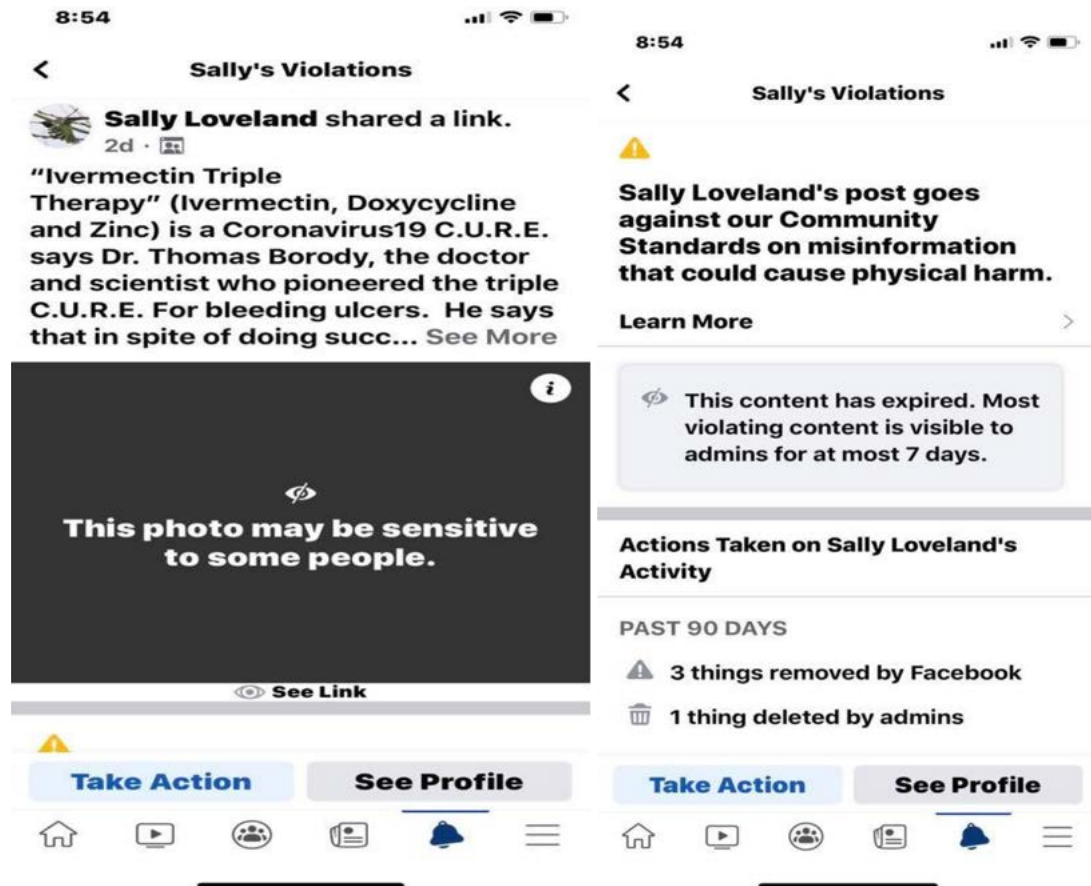 8:54
Sally's Violations
Sally Loveland shared a link.
2d ·
“Ivermectin Triple
Therapy” (Ivermectin, Doxycycline
and Zinc) is a Coronavirus19 C.U.R.E.
says Dr. Thomas Borody, the doctor
and scientist who pioneered the triple
C.U.R.E. For bleeding ulcers. He says
that in spite of doing succ... See More
i
This photo may be sensitive
to some people.
See Link
Take Action
See Profile
8:54
Sally's Violations
Sally Loveland's post goes
against our Community
Standards on misinformation
that could cause physical harm.
Learn More
This content has expired. Most
violating content is visible to
admins for at most 7 days.
Actions Taken on Sally Loveland's
Activity
PAST 90 DAYS
3 things removed by Facebook
1 thing deleted by admins
Take Action
See Profile